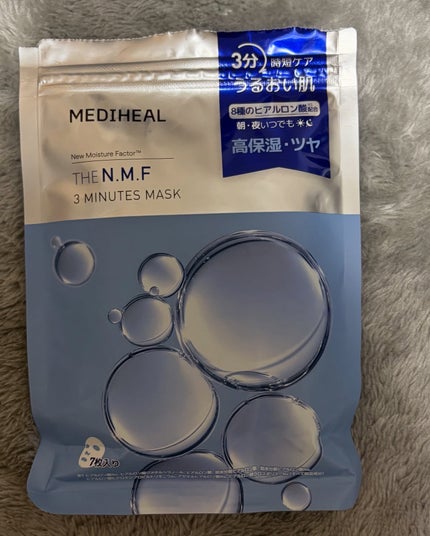 3分 時短ケア
うるおい肌
8種のヒアルロン酸配合
朝・夜いつでも
高保湿・ツヤ
MEDIHEAL
New Moisture Factor™
THE N.M.F
3 MINUTES MASK
7枚入り